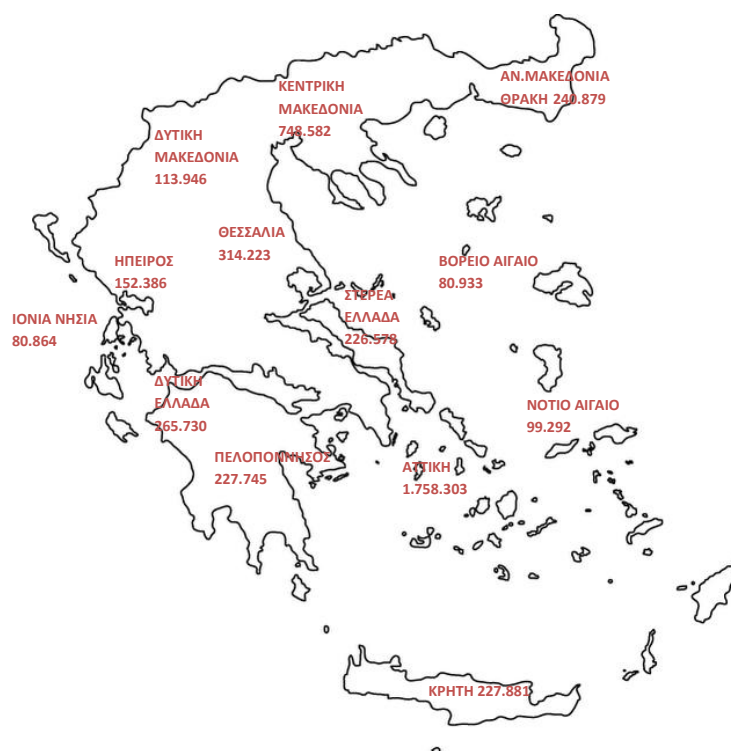 ΑΝ.ΜΑΚΕΔΟΝΙΑ
ΘΡΑΚΗ 240.879
ΚΕΝΤΡΙΚΗ
ΜΑΚΕΔΟΝΙΑ
748.582
ΔΥΤΙΚΗ
ΜΑΚΕΔΟΝΙΑ
113.946
ΘΕΣΣΑΛΙΑ
314.223
ΗΠΕΙΡΟΣ
152.386
ΒΟΡΕΙΟ ΑΙΓΑΙΟ
80.933
ΣΤΕΡΕΑ
ΕΛΛΑΔΑ
226.578
ΙΟΝΙΑ ΝΗΣΙΑ
80.864
ΔΥΤΙΚΗ
ΕΛΛΑΔΑ
265.730
ΝΟΤΙΟ ΑΙΓΑΙΟ
99.292
ΠΕΛΟΠΟΝΝΗΣΟΣ
227.745
ΑΤΤΙΚΗ
1.758.303
ΚΡΗΤΗ 227.881